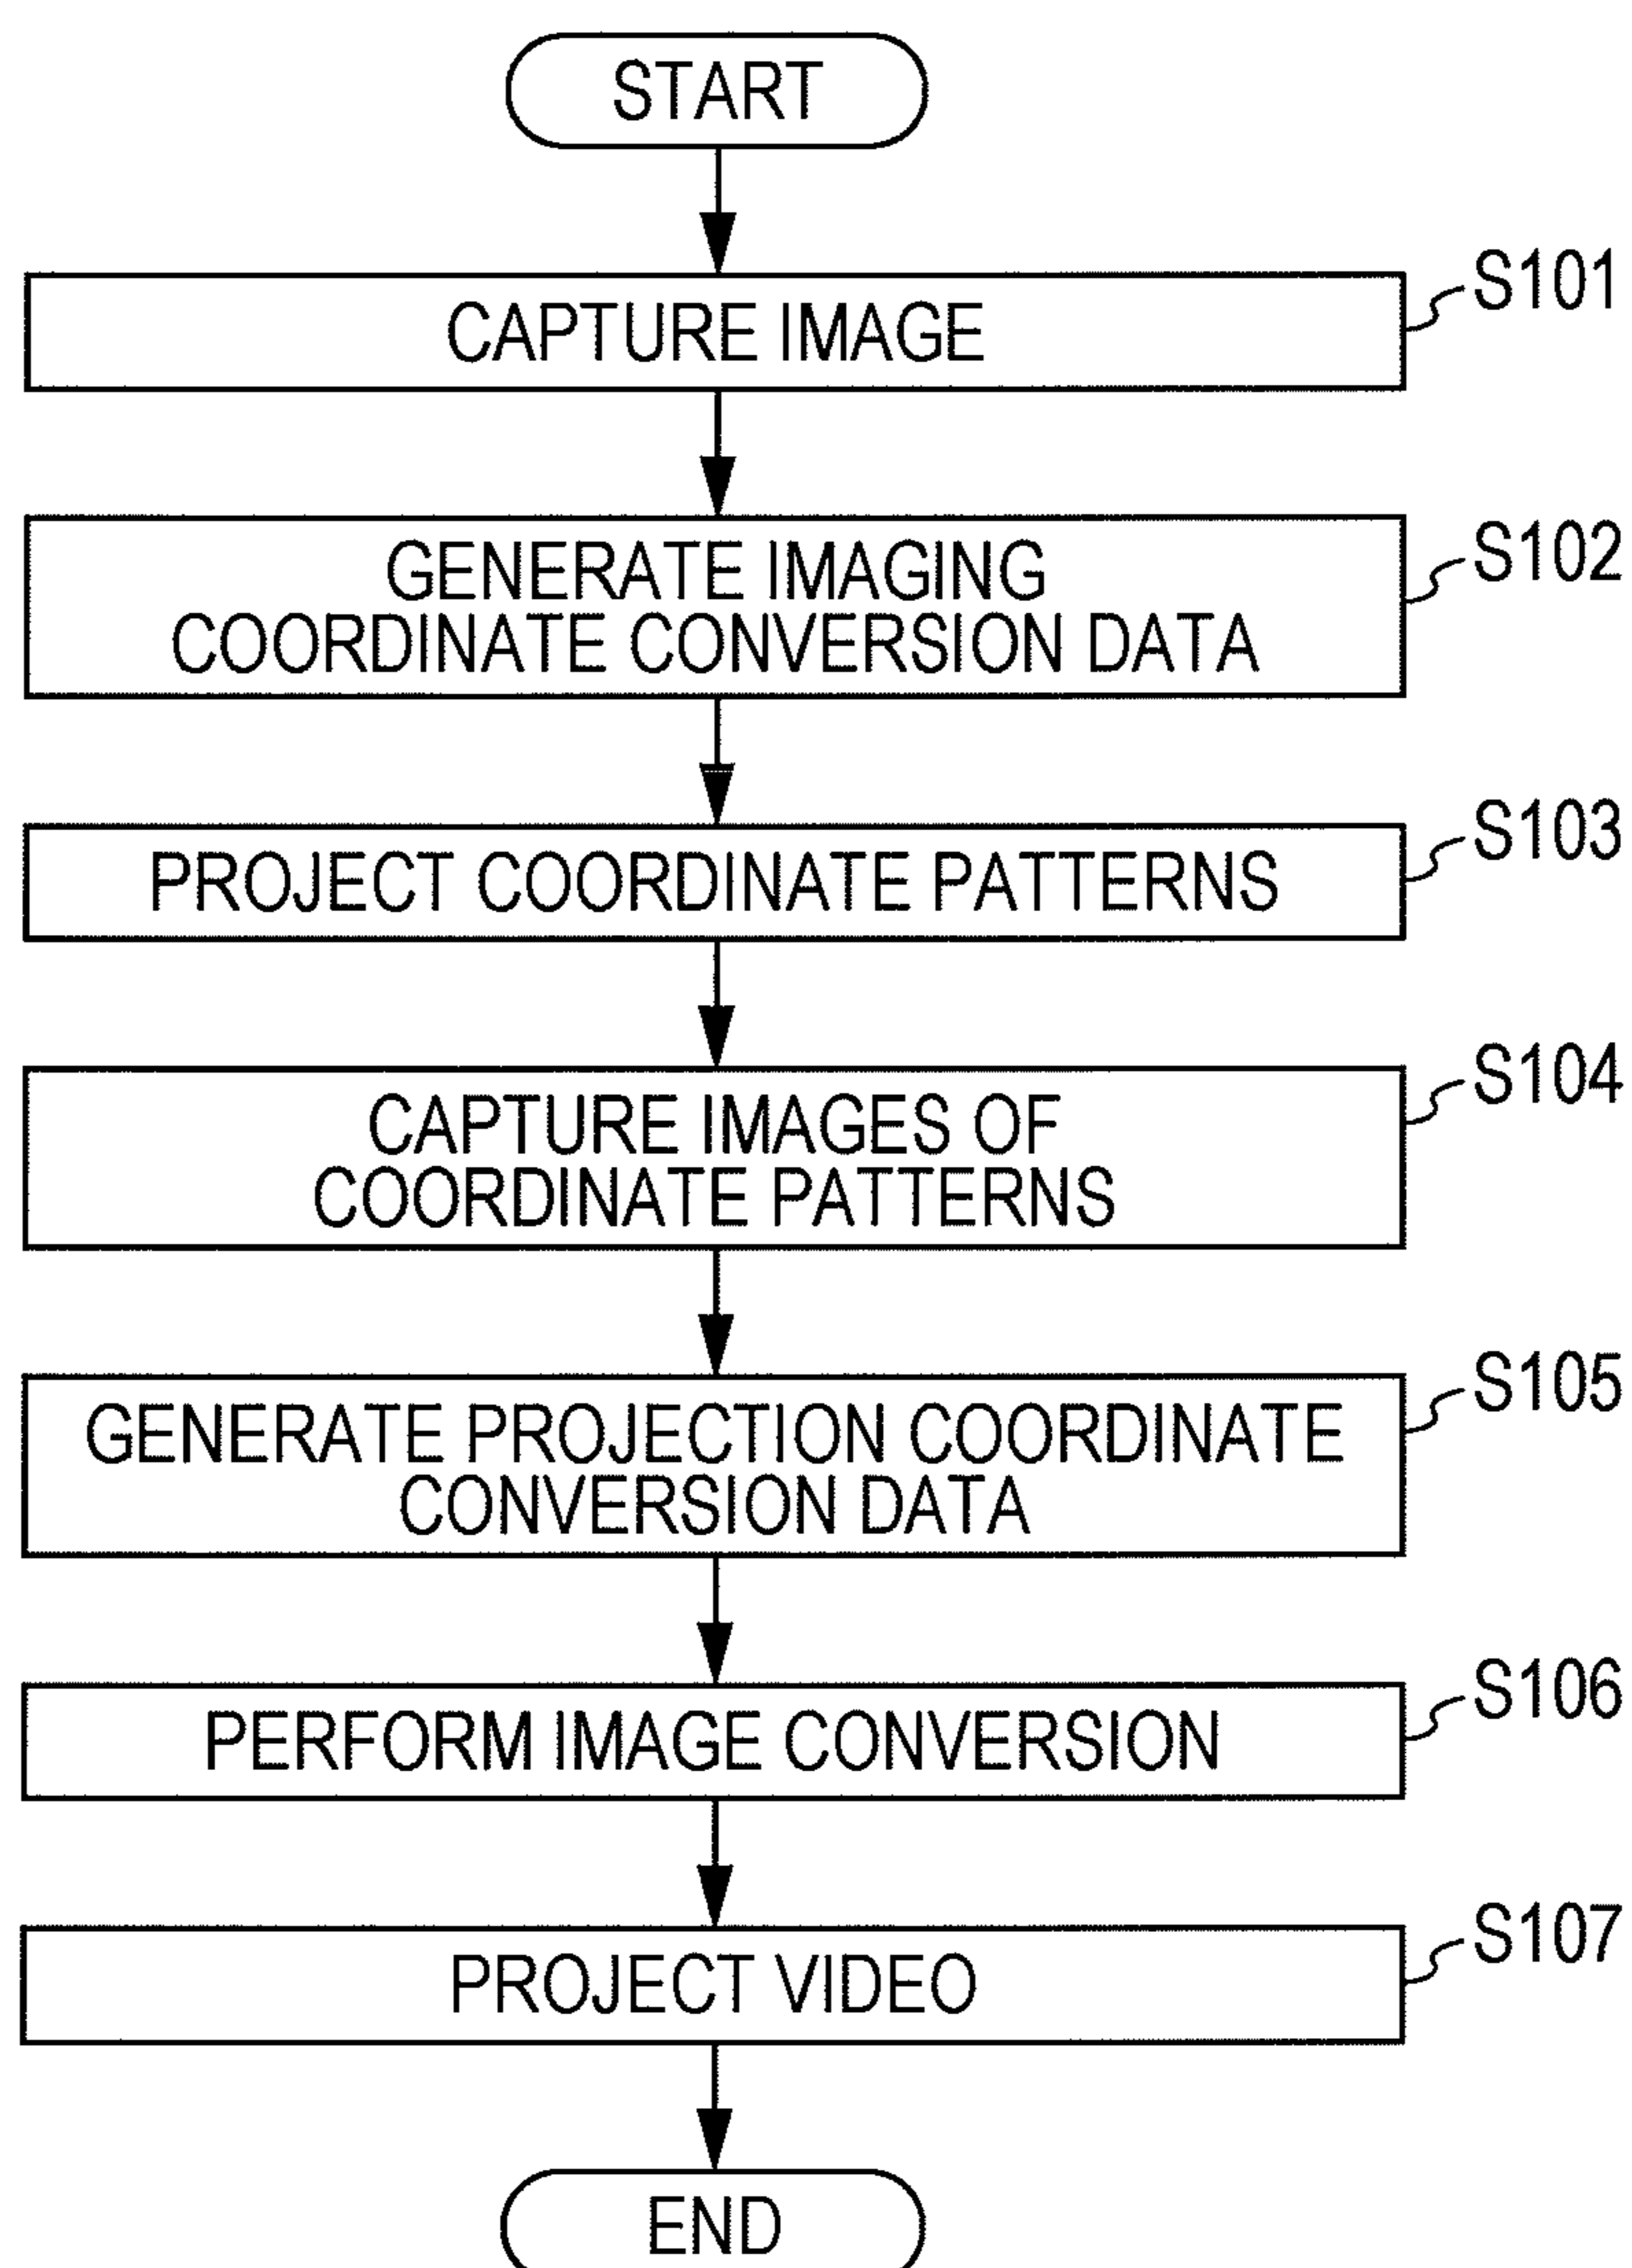 START
CAPTURE IMAGE
S101
GENERATE IMAGING
COORDINATE CONVERSION DATA
S102
PROJECT COORDINATE PATTERNS
S103
CAPTURE IMAGES OF
COORDINATE PATTERNS
S104
GENERATE PROJECTION COORDINATE
CONVERSION DATA
S105
PERFORM IMAGE CONVERSION
S106
PROJECT VIDEO
S107
END